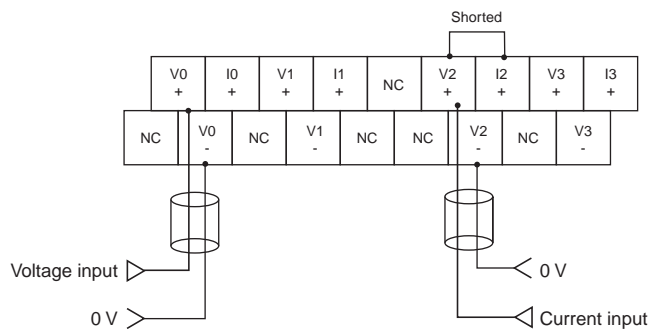 Shorted
V0 + I0 + V1 + I1 + NC V2 + I2 + V3 + I3 +
NC V0 - NC V1 - NC NC V2 - NC V3 -
Voltage input
0 V
0 V
Current input